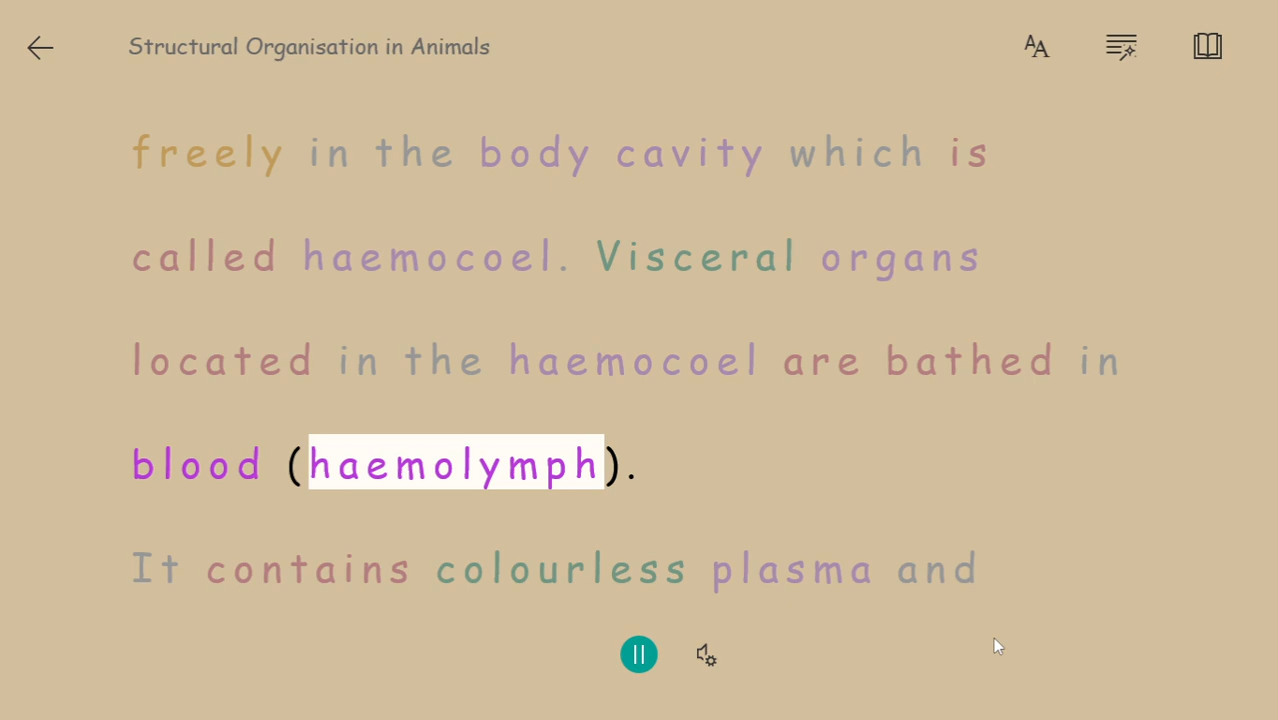 Structural Organisation in Animals
freely in the body cavity which is
called haemocoel. Visceral organs
located in the haemocoel are bathed in
blood (haemolymph).
It contains colourless plasma and